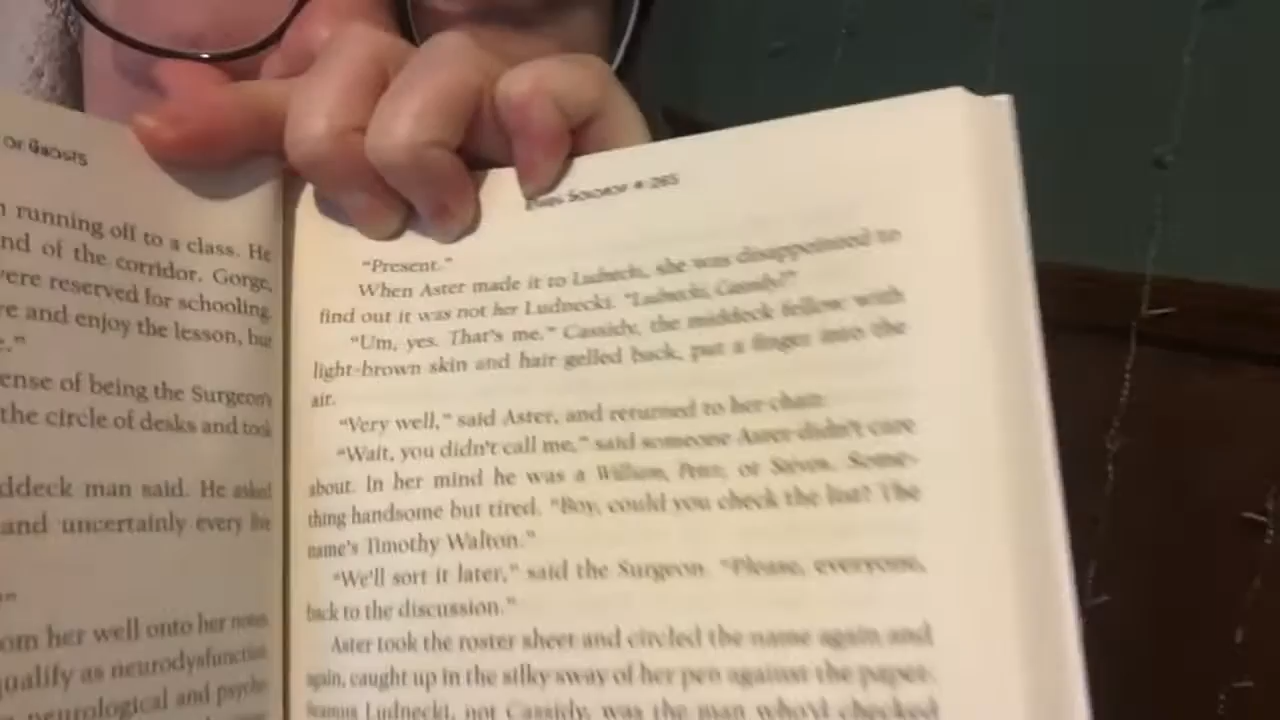 OF GHOSTS
running off to a class. He
nd of the corridor. Gorge,
were reserved for schooling
e and enjoy the lesson, but
ense of being the Surgeon's
the circle of desks and took
ddeck man said. He asked
and uncertainly every
om her well onto her notes
qualify as neurodysfunction
neurological and psycho-
Solomon • 265
“Present.”
When Aster made it to Ludnecki, she was disappointed to
find out it was not her Ludnecki. “Ludnecki, Cassidy?”
“Um, yes. That's me.” Cassidy, the middeck fellow with
light-brown skin and hair gelled back, put a finger into the
air.
“Very well,” said Aster, and returned to her chair.
“Wait, you didn't call me,” said someone Aster didn't care
about. In her mind he was a William, Peter, or Steven. Some-
thing handsome but tired. “Boy, could you check the list? The
name's Timothy Walton.”
“We'll sort it later,” said the Surgeon. “Please, everyone,
back to the discussion.”
Aster took the roster sheet and circled the name again and
again, caught up in the silky sway of her pen against the paper.
Seamus Ludnecki, not Cassidy, was the man who'd checked